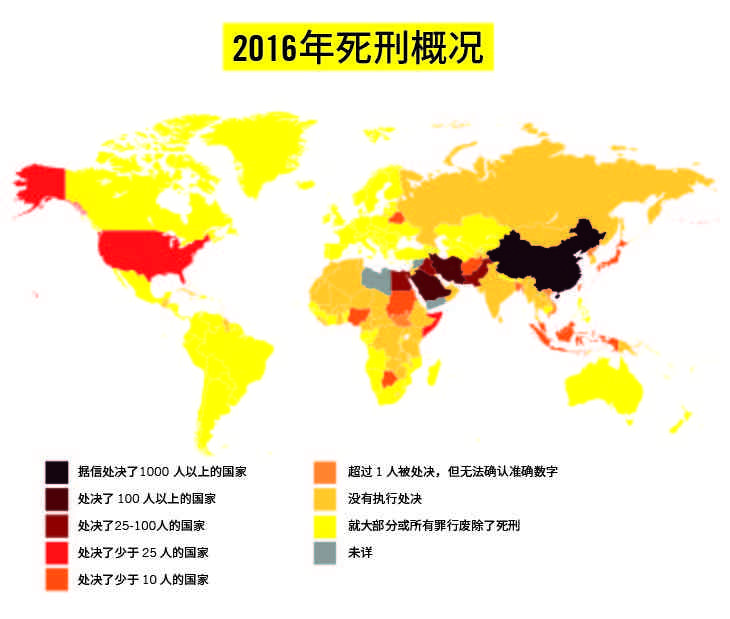 2016年死刑概况
据信处决了1000 人以上的国家
处决了 100 人以上的国家
处决了25-100人的国家
处决了少于 25 人的国家
处决了少于 10 人的国家
超过 1 人被处决，但无法确认准确数字
没有执行处决
就大部分或所有罪行废除了死刑
未详